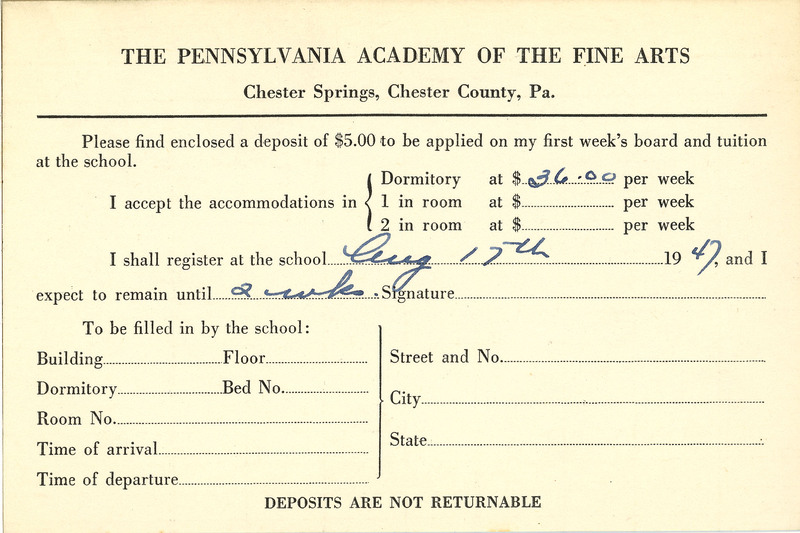 THE PENNSYLVANIA ACADEMY OF THE FINE ARTS
Chester Springs, Chester County, Pa.
Please find enclosed a deposit of $5.00 to be applied on my first week's board and tuition
at the school.
Dormitory at $ 36.00 per week
I accept the accommodations in 1 in room at $ per week
2 in room at $ per week
I shall register at the school Aug 17th 1947, and I
expect to remain until 2 wks. Signature
To be filled in by the school:
Building Floor
Dormitory Bed No.
Room No.
Time of arrival
Time of departure
Street and No.
City
State
DEPOSITS ARE NOT RETURNABLE